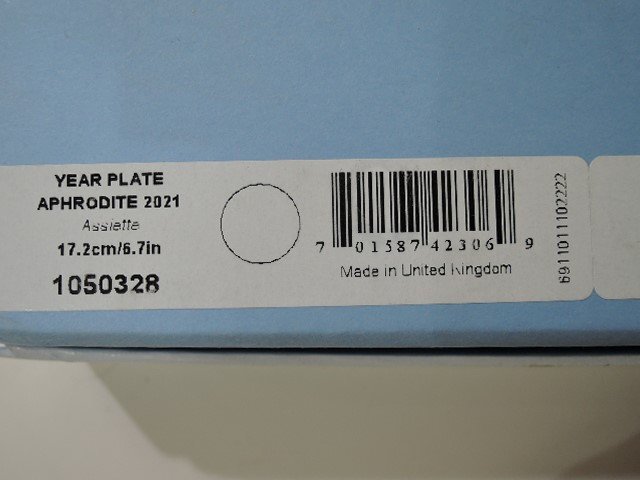 YEAR PLATE
APHRODITE 2021
Assiette
17.2cm/6.7in
1050328
7 01587 42306 9
Made in United Kingdom
6911011102222